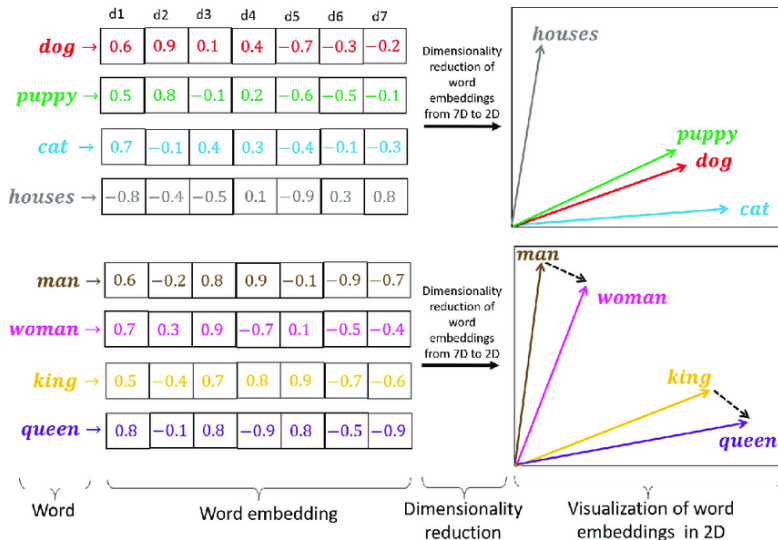 d1 d2 d3 d4 d5 d6 d7
dog → 0.6 0.9 0.1 0.4 −0.7 −0.3 −0.2
puppy → 0.5 0.8 −0.1 0.2 −0.6 −0.5 −0.1
cat → 0.7 −0.1 0.4 0.3 −0.4 −0.1 −0.3
houses → −0.8 −0.4 −0.5 0.1 −0.9 0.3 0.8
Dimensionality
reduction of
word
embeddings
from 7D to 2D
houses
puppy
dog
cat
man → 0.6 −0.2 0.8 0.9 −0.1 −0.9 −0.7
woman → 0.7 0.3 0.9 −0.7 0.1 −0.5 −0.4
king → 0.5 −0.4 0.7 0.8 0.9 −0.7 −0.6
queen → 0.8 −0.1 0.8 −0.9 0.8 −0.5 −0.9
Dimensionality
reduction of
word
embeddings
from 7D to 2D
man
woman
king
queen
Word
Word embedding
Dimensionality
reduction
Visualization of word
embeddings in 2D